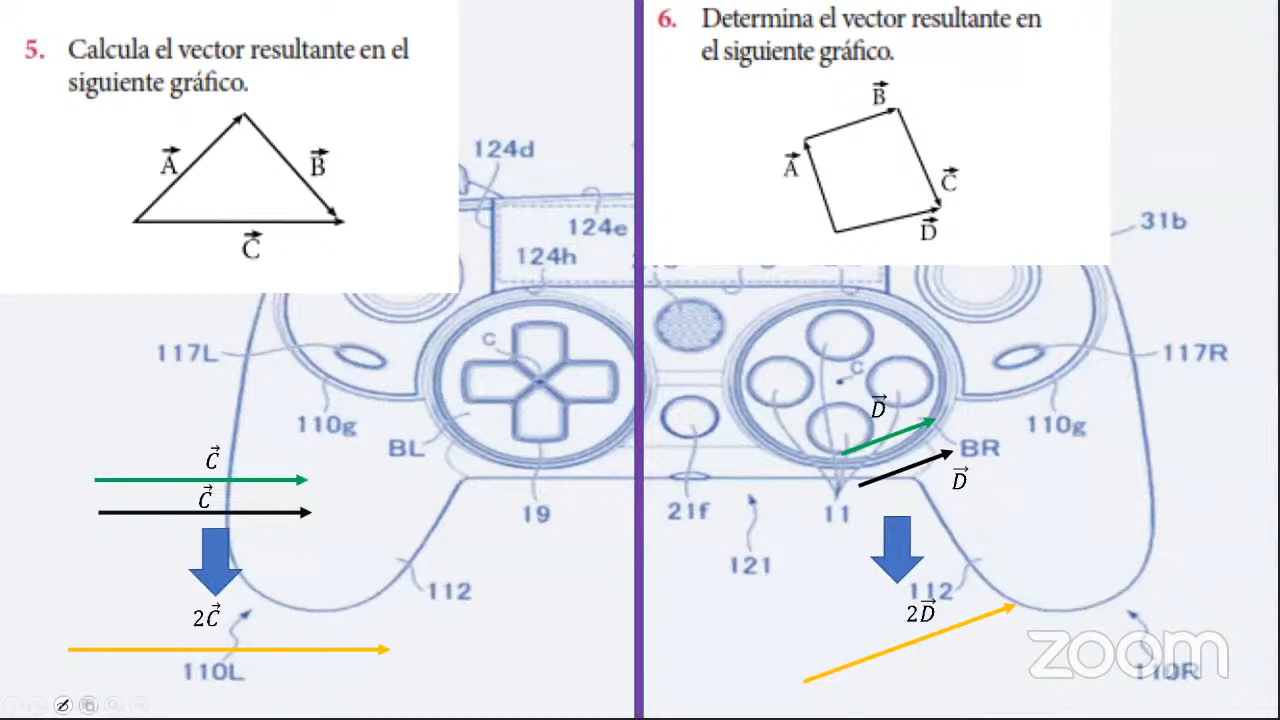 5. Calcula el vector resultante en el
siguiente gráfico.
A
B
C
6. Determina el vector resultante en
el siguiente gráfico.
B
A
C
D
124d
124e
124h
31b
117L
C
C
117R
110g
BL
D
BR
110g
C
D
C
19
21f
11
121
112
112
2C
2D
110L
zoom
110R